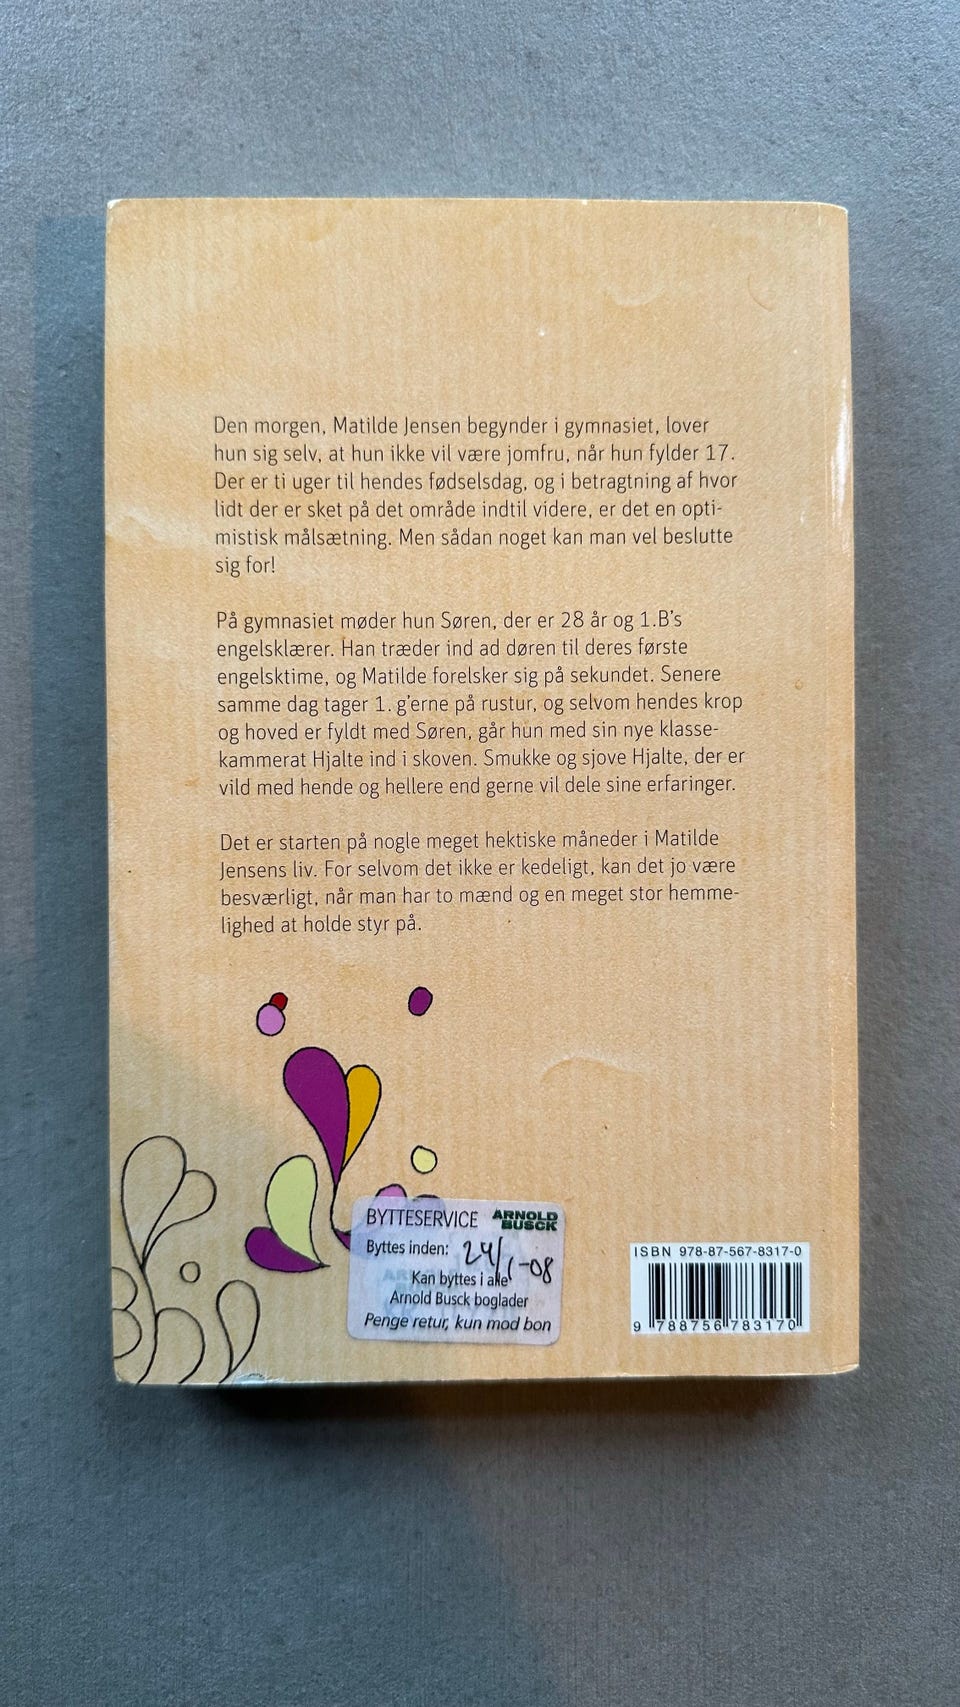 Den morgen, Matilde Jensen begynder i gymnasiet, lover
hun sig selv, at hun ikke vil være jomfru, når hun fylder 17.
Der er ti uger til hendes fødselsdag, og i betragtning af hvor
lidt der er sket på det område indtil videre, er det en opti-
mistisk målsætning. Men sådan noget kan man vel beslutte
sig for!
På gymnasiet møder hun Søren, der er 28 år og 1.B's
engelsklærer. Han træder ind ad døren til deres første
engelsktime, og Matilde forelsker sig på sekundet. Senere
samme dag tager 1. g'erne på rustur, og selvom hendes krop
og hoved er fyldt med Søren, går hun med sin nye klasse-
kammerat Hjalte ind i skoven. Smukke og sjove Hjalte, der er
vild med hende og hellere end gerne vil dele sine erfaringer.
Det er starten på nogle meget hektiske måneder i Matilde
Jensens liv. For selvom det ikke er kedeligt, kan det jo være
besværligt, når man har to mænd og en meget stor hemme-
lighed at holde styr på.
BYTTESERVICE ARNOLD BUSCK
Byttes inden: 24/1-08
Kan byttes i alle
Arnold Busck boglader
Penge retur, kun mod bon
ISBN 978-87-567-8317-0
9 788756 783170